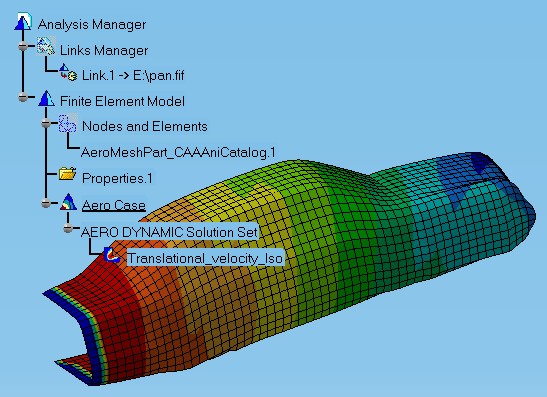 Analysis Manager
Links Manager
Link.1 -> E:\pan.fif
Finite Element Model
Nodes and Elements
AeroMeshPart_CAAAniCatalog.1
Properties.1
Aero Case
AERO DYNAMIC Solution Set
Translational_velocity_Iso